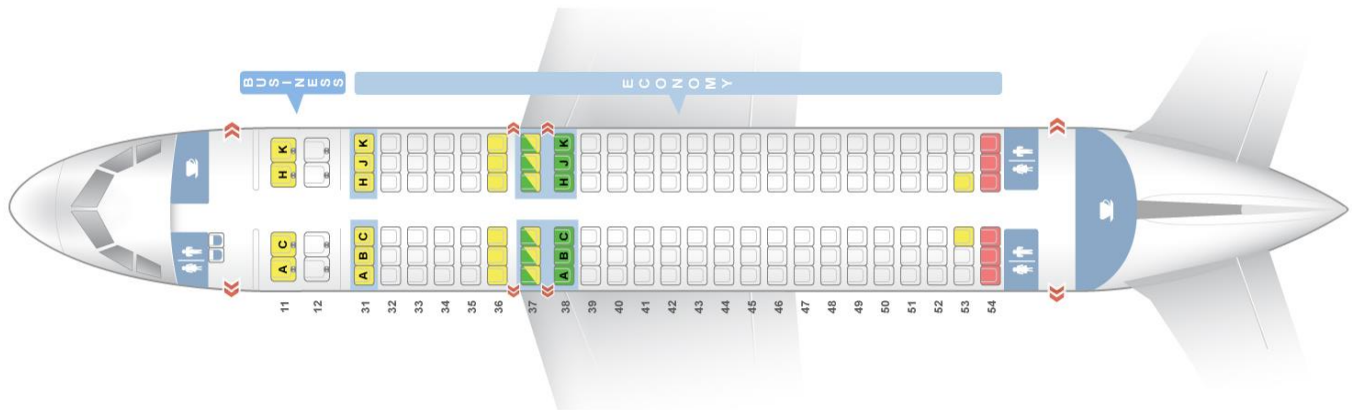 BUSINESS
ECONOMY
K K K
H J J
H H
C C C
A B B
A A
11 12 31 32 33 34 35 36 37 38 39 40 41 42 43 44 45 46 47 48 49 50 51 52 53 54